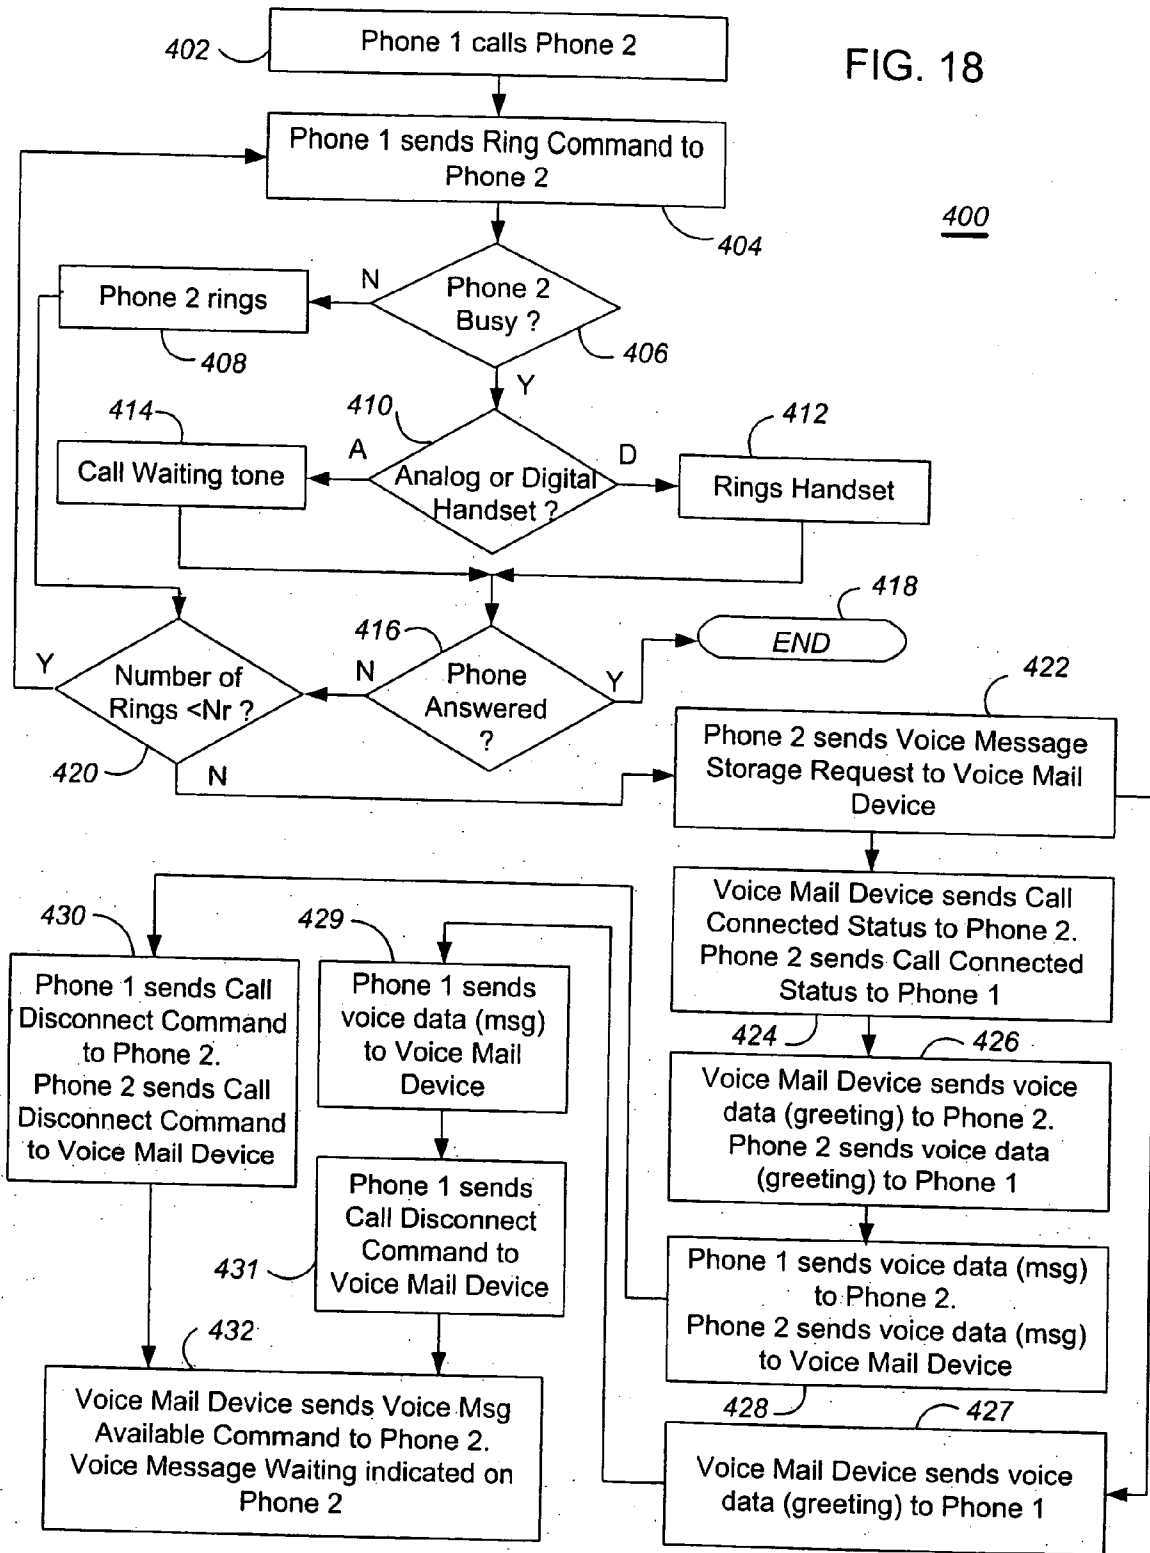 Phone 1 calls Phone 2
402
FIG. 18
Phone 1 sends Ring Command to
Phone 2
404
400
Phone 2
Busy ?
406
N
Y
Phone 2 rings
408
410
Analog or Digital
Handset ?
A
D
414
Call Waiting tone
412
Rings Handset
416
Phone
Answered
?
N
Y
418
END
Number of
Rings <Nr ?
Y
N
420
422
Phone 2 sends Voice Message
Storage Request to Voice Mail
Device
Voice Mail Device sends Call
Connected Status to Phone 2.
Phone 2 sends Call Connected
Status to Phone 1
424
426
Voice Mail Device sends voice
data (greeting) to Phone 2.
Phone 2 sends voice data
(greeting) to Phone 1
Phone 1 sends voice data (msg)
to Phone 2.
Phone 2 sends voice data (msg)
to Voice Mail Device
428
427
Voice Mail Device sends voice
data (greeting) to Phone 1
429
Phone 1 sends
voice data (msg)
to Voice Mail
Device
430
Phone 1 sends Call
Disconnect Command
to Phone 2.
Phone 2 sends Call
Disconnect Command
to Voice Mail Device
431
Phone 1 sends
Call Disconnect
Command to
Voice Mail Device
432
Voice Mail Device sends Voice Msg
Available Command to Phone 2.
Voice Message Waiting indicated on
Phone 2